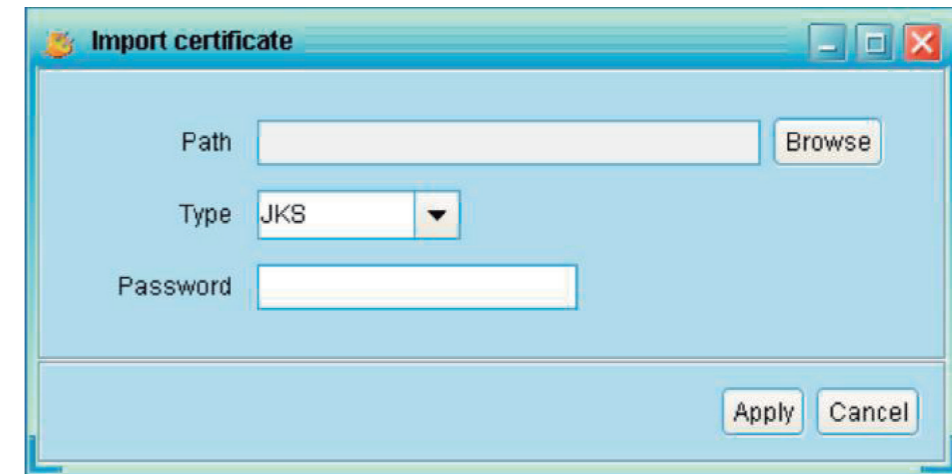 Import certificate
Path Browse
Type JKS
Password
Apply Cancel